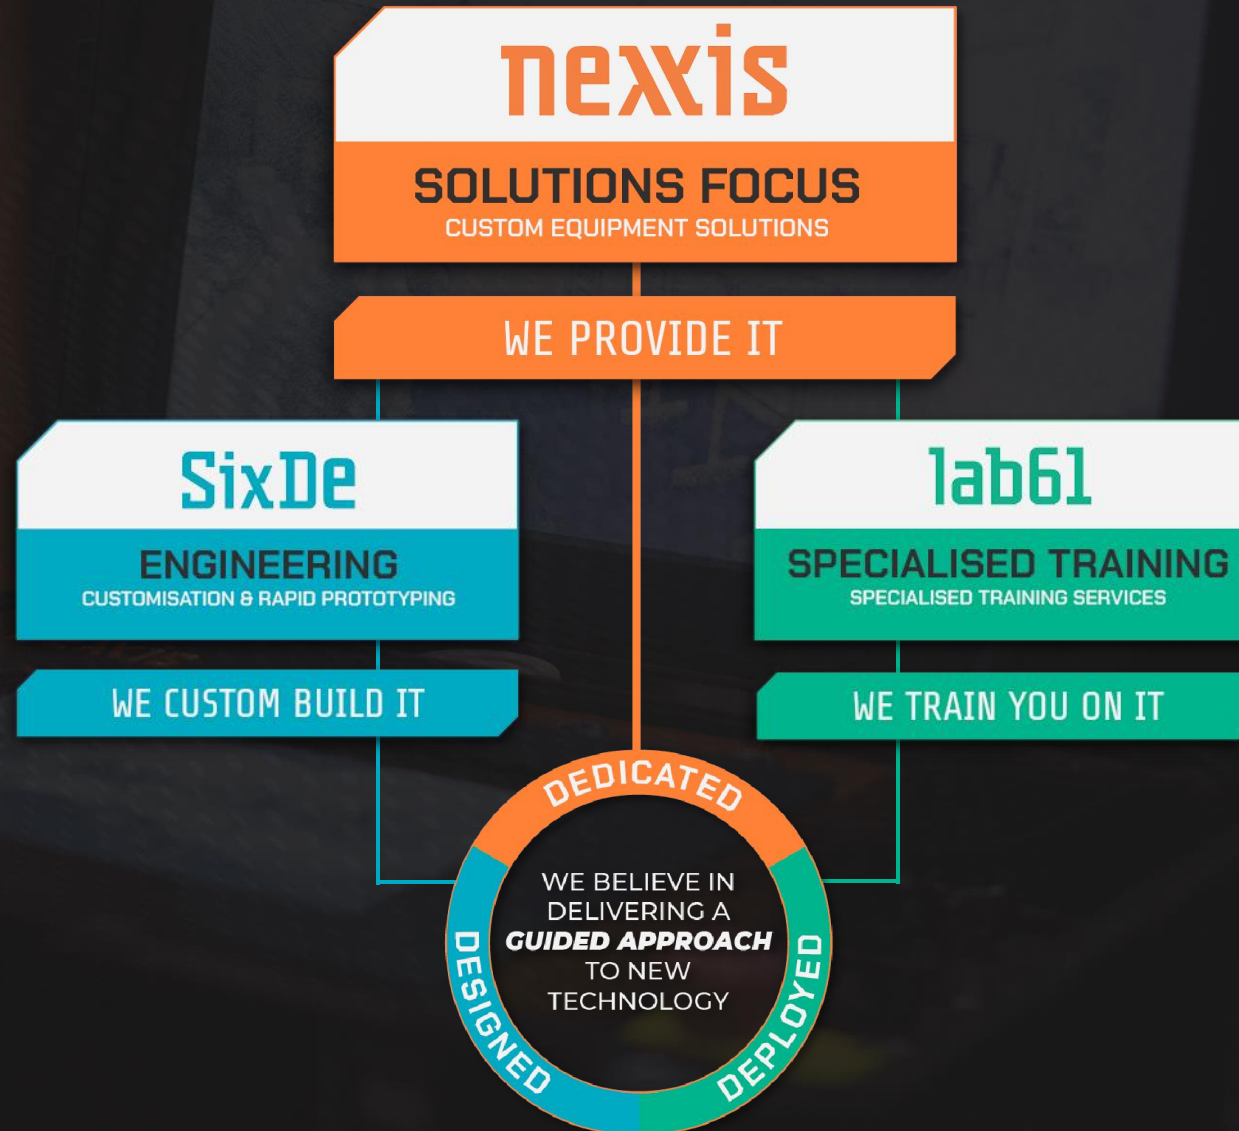 nexxis
SOLUTIONS FOCUS
CUSTOM EQUIPMENT SOLUTIONS
WE PROVIDE IT
SixDe
ENGINEERING
CUSTOMISATION & RAPID PROTOTYPING
WE CUSTOM BUILD IT
lab61
SPECIALISED TRAINING
SPECIALISED TRAINING SERVICES
WE TRAIN YOU ON IT
DEDICATED
DESIGNED
DEPLOYED
WE BELIEVE IN
DELIVERING A
GUIDED APPROACH
TO NEW
TECHNOLOGY